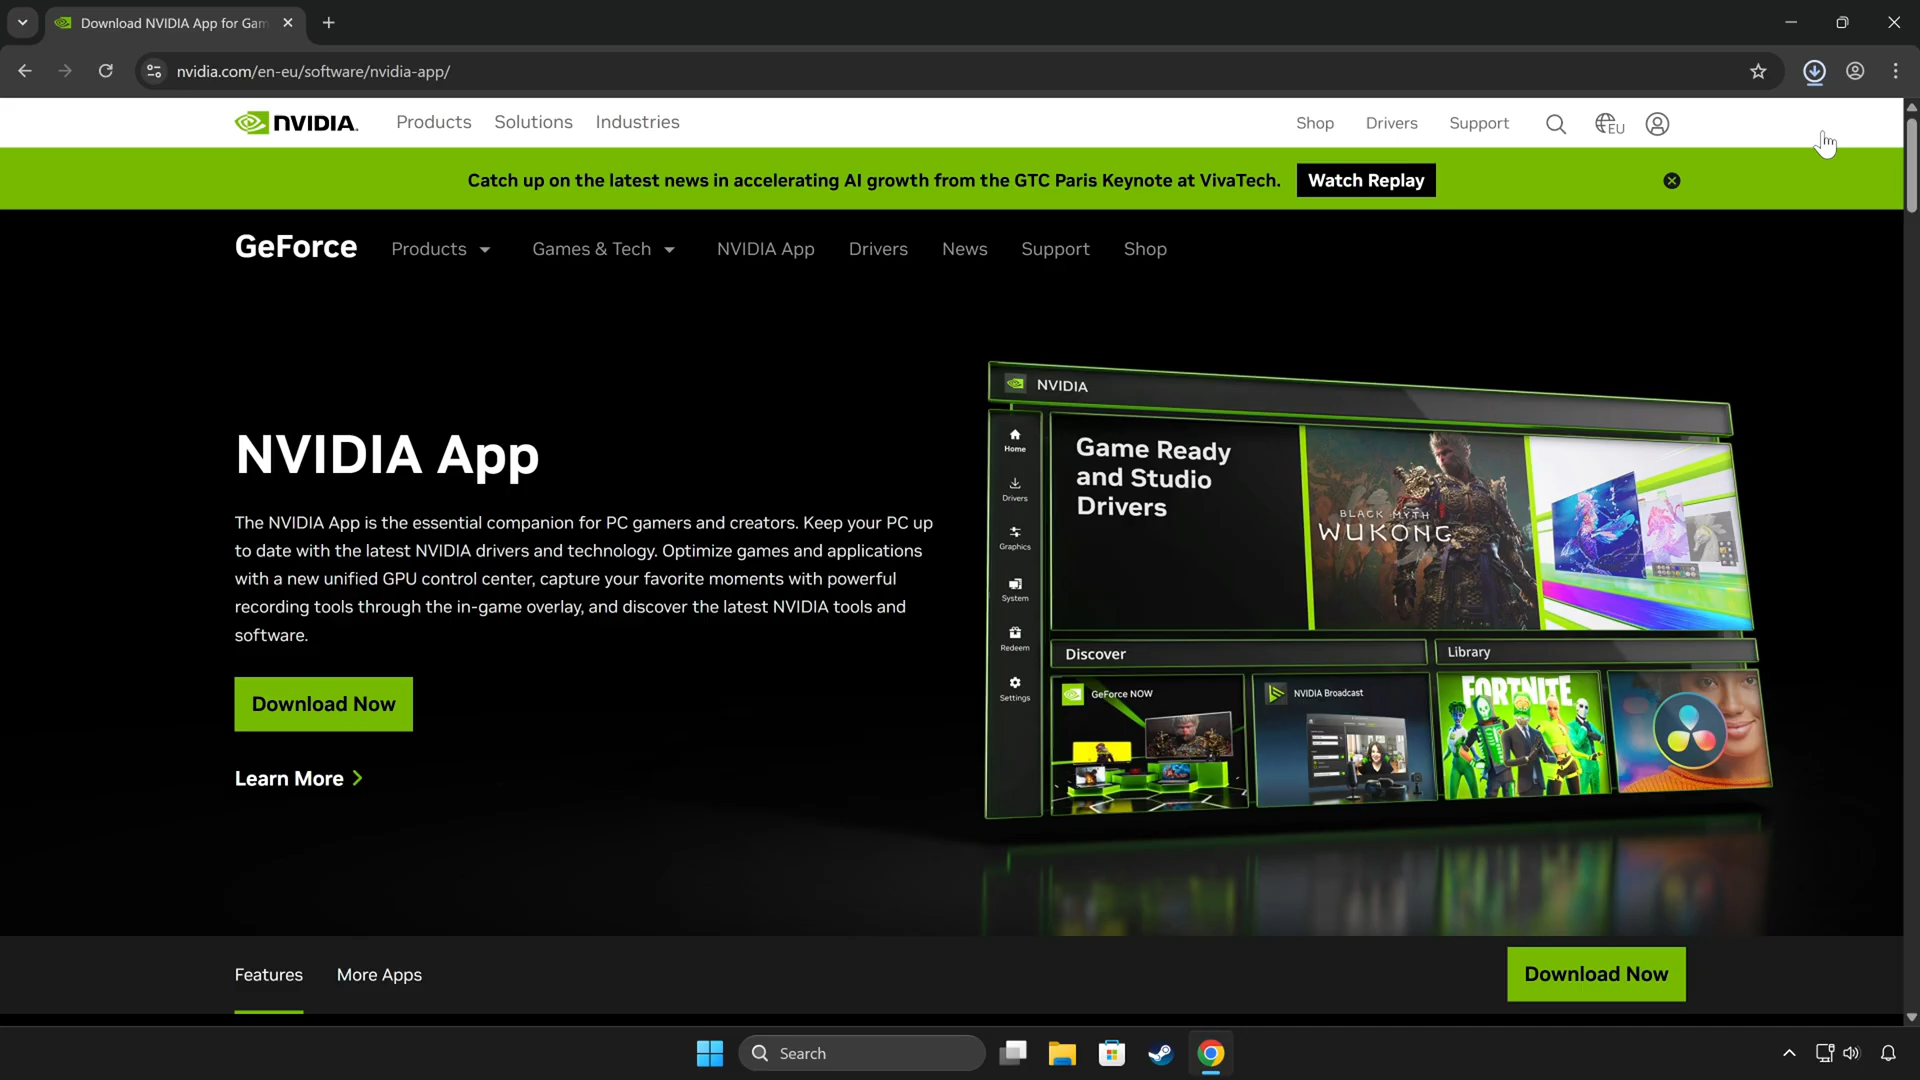 Download NVIDIA App for Gam
nvidia.com/en-eu/software/nvidia-app/
NVIDIA. Products Solutions Industries Shop Drivers Support EU
Catch up on the latest news in accelerating AI growth from the GTC Paris Keynote at VivaTech. Watch Replay
GeForce Products Games & Tech NVIDIA App Drivers News Support Shop
NVIDIA App
The NVIDIA App is the essential companion for PC gamers and creators. Keep your PC up
to date with the latest NVIDIA drivers and technology. Optimize games and applications
with a new unified GPU control center, capture your favorite moments with powerful
recording tools through the in-game overlay, and discover the latest NVIDIA tools and
software.
Download Now
Learn More
NVIDIA
Home
Drivers
Graphics
System
Redeem
Settings
Game Ready
and Studio
Drivers
BLACK MYTH
WUKONG
Discover
Library
GeForce NOW
NVIDIA Broadcast
FORTNITE
Features More Apps Download Now
Search